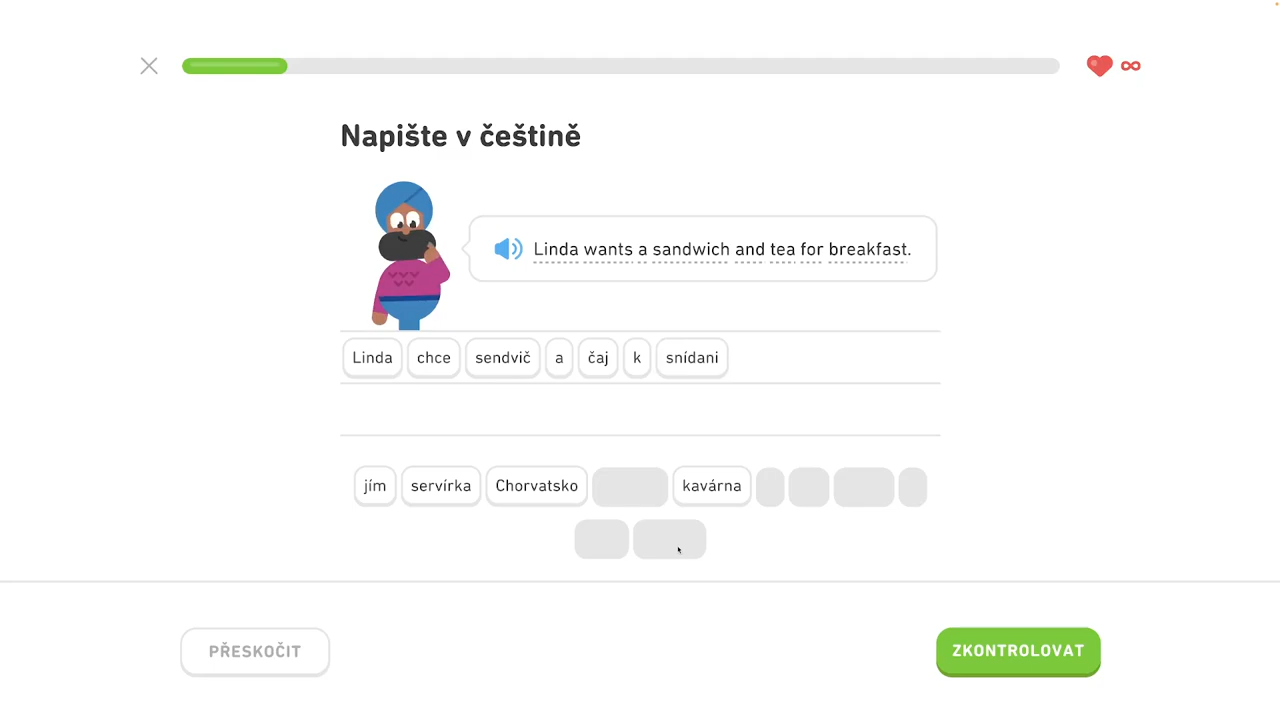 Napište v češtině
Linda wants a sandwich and tea for breakfast.
Linda chce sendvič a čaj k snídani
jím servírka Chorvatsko kavárna
PŘESKOČIT ZKONTROLOVAT